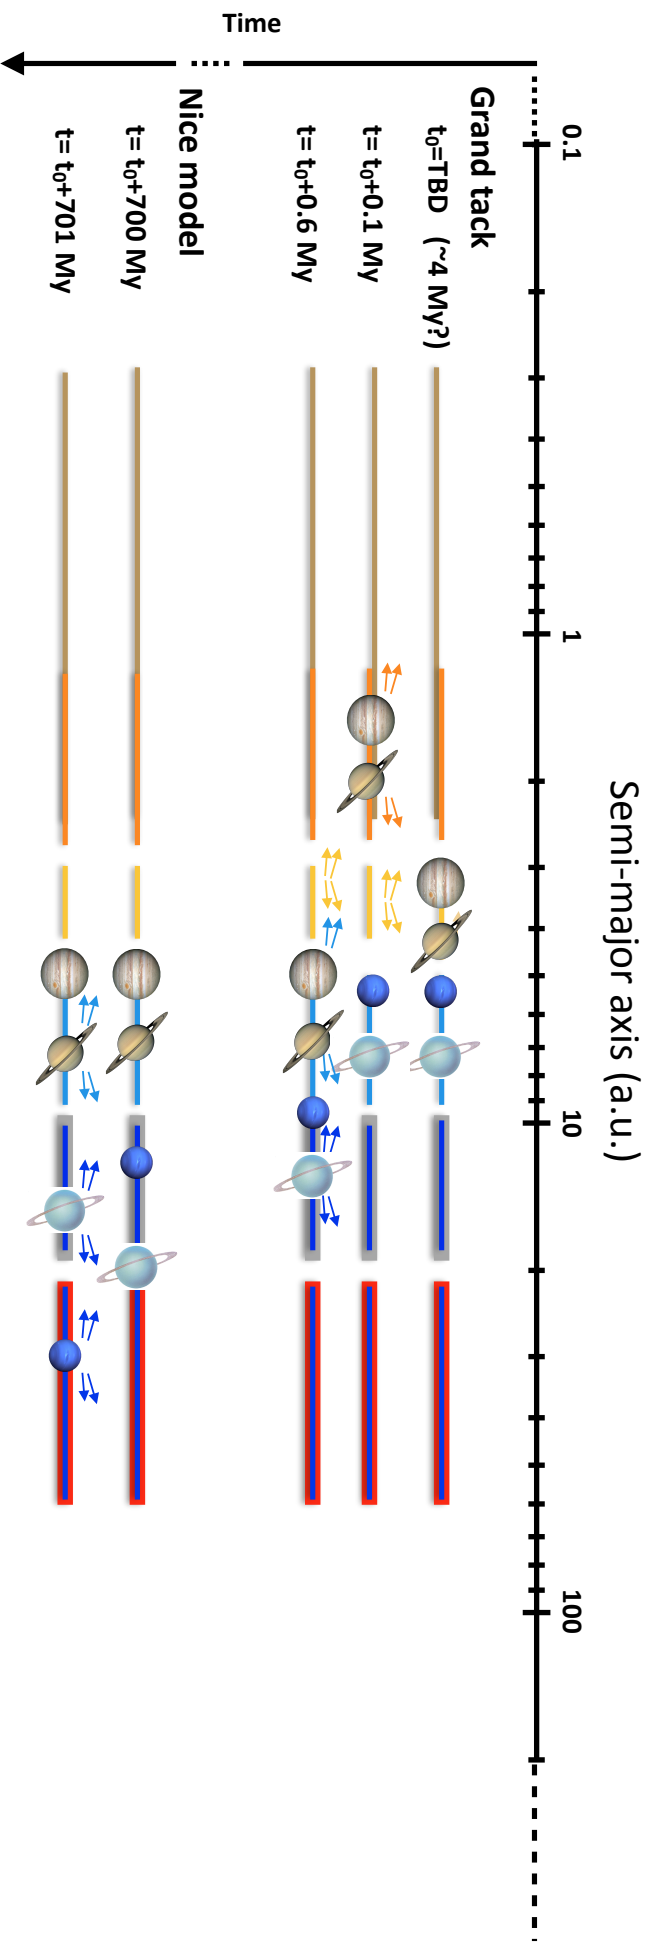 Semi-major axis (a.u.)
0.1
1
10
100
Time
Grand tack
t₀=TBD (~4 My?)
t= t₀+0.1 My
t= t₀+0.6 My
Nice model
t= t₀+700 My
t= t₀+701 My